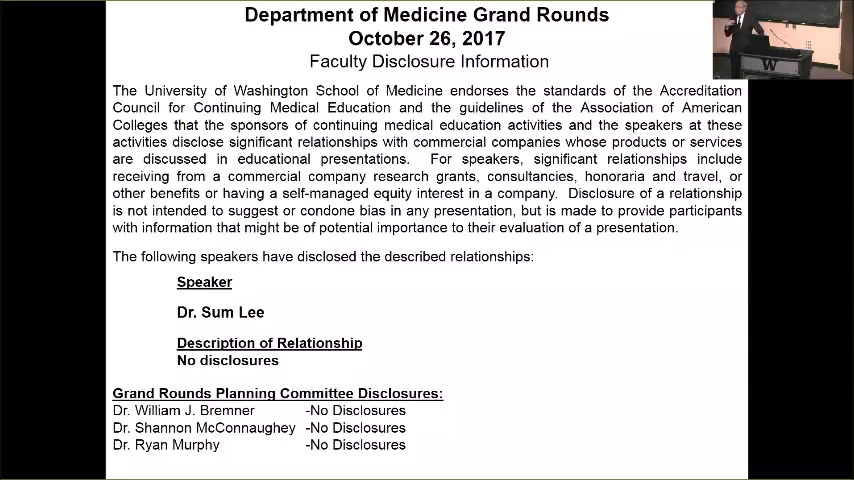 Department of Medicine Grand Rounds
October 26, 2017
Faculty Disclosure Information
The University of Washington School of Medicine endorses the standards of the Accreditation
Council for Continuing Medical Education and the guidelines of the Association of American
Colleges that the sponsors of continuing medical education activities and the speakers at these
activities disclose significant relationships with commercial companies whose products or services
are discussed in educational presentations. For speakers, significant relationships include
receiving from a commercial company research grants, consultancies, honoraria and travel, or
other benefits or having a self-managed equity interest in a company. Disclosure of a relationship
is not intended to suggest or condone bias in any presentation, but is made to provide participants
with information that might be of potential importance to their evaluation of a presentation.
The following speakers have disclosed the described relationships:
Speaker
Dr. Sum Lee
Description of Relationship
No disclosures
Grand Rounds Planning Committee Disclosures:
Dr. William J. Bremner -No Disclosures
Dr. Shannon McConnaughey -No Disclosures
Dr. Ryan Murphy -No Disclosures
W